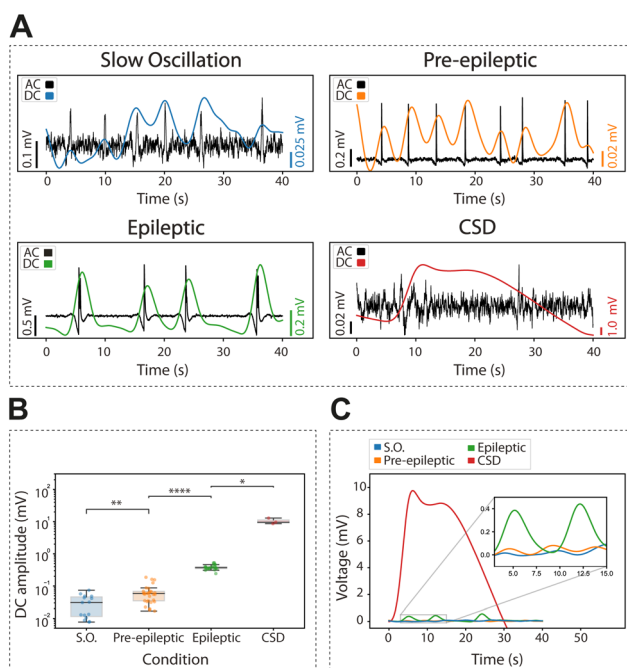 A
Slow Oscillation
AC
DC
0.1 mV
0.025 mV
0 10 20 30 40
Time (s)
Pre-epileptic
AC
DC
0.2 mV
0.02 mV
0 10 20 30 40
Time (s)
Epileptic
AC
DC
0.5 mV
0.2 mV
0 10 20 30 40
Time (s)
CSD
AC
DC
0.02 mV
1.0 mV
0 10 20 30 40
Time (s)
B
DC amplitude (mV)
10²
10¹
10⁰
10⁻¹
10⁻²
**
****
*
S.O. Pre-epileptic Epileptic CSD
Condition
C
S.O. Epileptic
Pre-epileptic CSD
Voltage (mV)
10
8
6
4
2
0
0.4
0.2
0.0
5.0 7.5 10.0 12.5 15.0
0 10 20 30 40 50
Time (s)